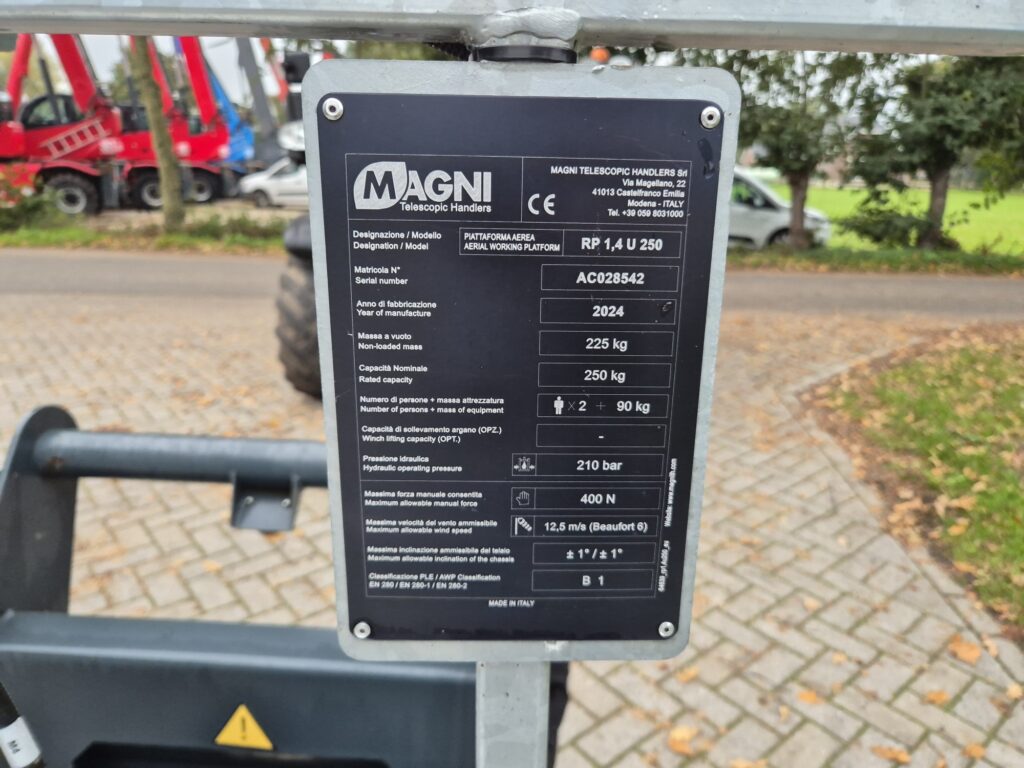 MAGNI
Telescopic Handlers
CE
MAGNI TELESCOPIC HANDLERS Srl
Via Magellano, 22
41013 Castelfranco Emilia
Modena - ITALY
Tel. +39 059 8031000
Designazione / Modello
Designation / Model
PIATTAFORMA AEREA
AERIAL WORKING PLATFORM
RP 1,4 U 250
Matricola N°
Serial number
AC028542
Anno di fabbricazione
Year of manufacture
2024
Massa a vuoto
Non-loaded mass
225 kg
Capacità Nominale
Rated capacity
250 kg
Numero di persone + massa attrezzatura
Number of persons + mass of equipment
x 2 + 90 kg
Capacità di sollevamento argano (OPZ.)
Winch lifting capacity (OPT.)
-
Pressione idraulica
Hydraulic operating pressure
210 bar
Massima forza manuale consentita
Maximum allowable manual force
400 N
Massima velocità del vento ammissibile
Maximum allowable wind speed
12,5 m/s (Beaufort 6)
Massima inclinazione ammissibile del telaio
Maximum allowable inclination of the chassis
± 1° / ± 1°
Classificazione PLE / AWP Classification
EN 280 / EN 280-1 / EN 280-2
B 1
MADE IN ITALY
Website: www.magnith.com
M4